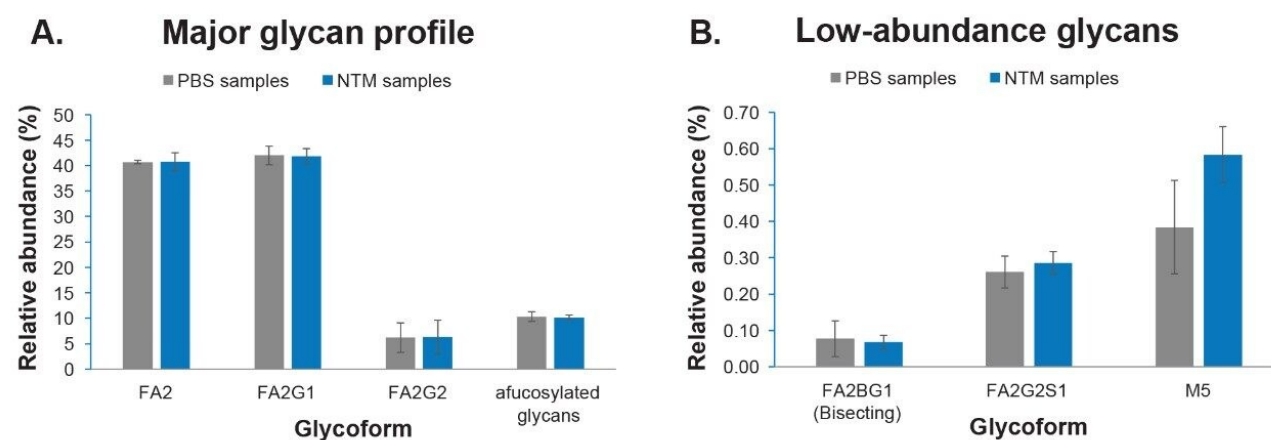 A. Major glycan profile
PBS samples NTM samples
Relative abundance (%)
50
45
40
35
30
25
20
15
10
5
0
FA2 FA2G1 FA2G2 afucosylated
glycans
Glycoform
B. Low-abundance glycans
PBS samples NTM samples
Relative abundance (%)
0.70
0.60
0.50
0.40
0.30
0.20
0.10
0.00
FA2BG1 FA2G2S1 M5
(Bisecting)
Glycoform